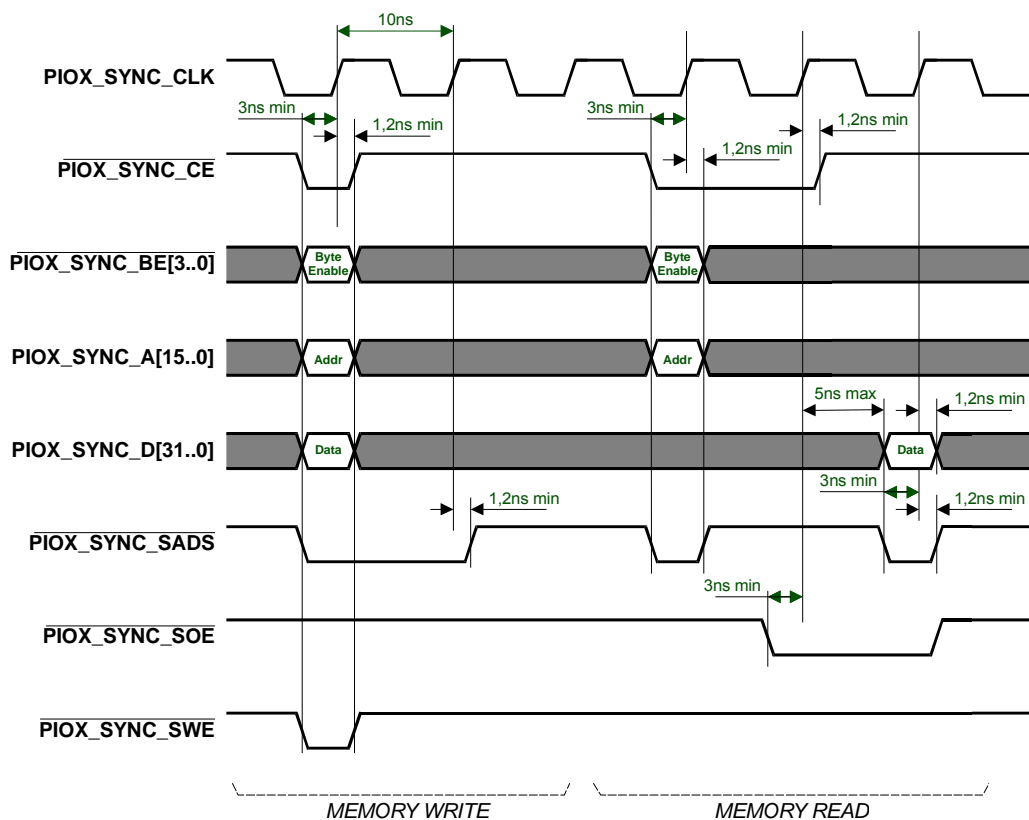 10ns
PIOX_SYNC_CLK
3ns min
3ns min
1,2ns min
1,2ns min
1,2ns min
PIOX_SYNC_CE
PIOX_SYNC_BE[3..0]
Byte
Enable
Byte
Enable
PIOX_SYNC_A[15..0]
Addr
Addr
5ns max
1,2ns min
PIOX_SYNC_D[31..0]
Data
Data
3ns min
1,2ns min
1,2ns min
PIOX_SYNC_SADS
3ns min
PIOX_SYNC_SOE
PIOX_SYNC_SWE
MEMORY WRITE
MEMORY READ